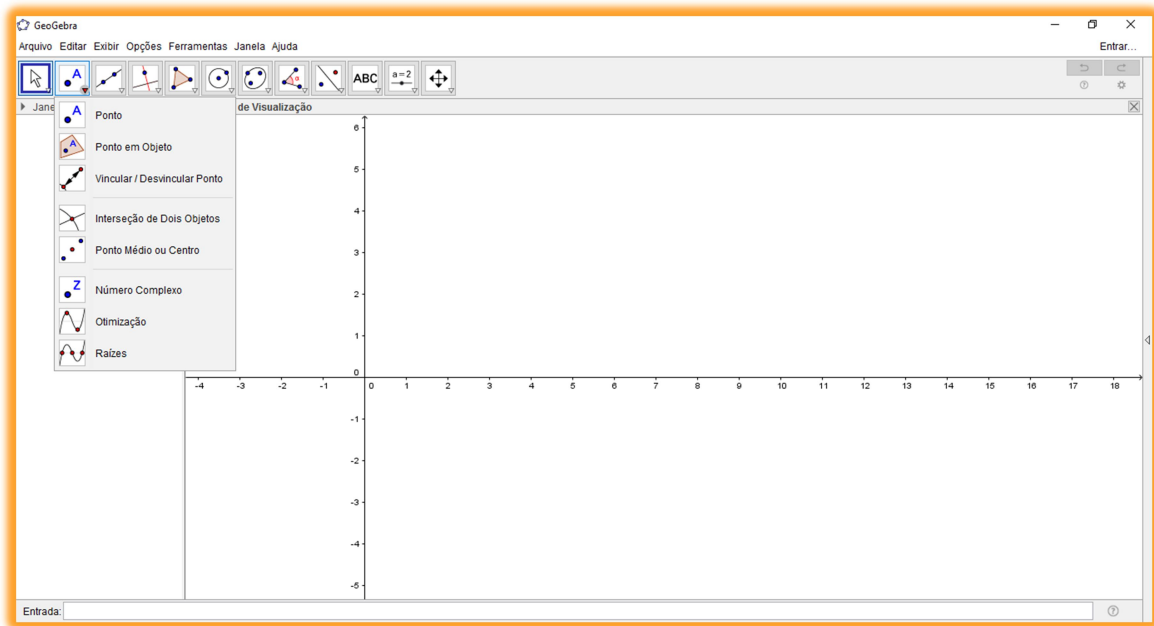 GeoGebra
Arquivo Editar Exibir Opções Ferramentas Janela Ajuda Entrar...
A ABC a=2
Jane de Visualização
A Ponto
A Ponto em Objeto
Vincular / Desvincular Ponto
Interseção de Dois Objetos
Ponto Médio ou Centro
Z Número Complexo
Otimização
Raízes
6
5
4
3
2
1
0
-4 -3 -2 -1 0 1 2 3 4 5 6 7 8 9 10 11 12 13 14 15 16 17 18
-1
-2
-3
-4
-5
Entrada: